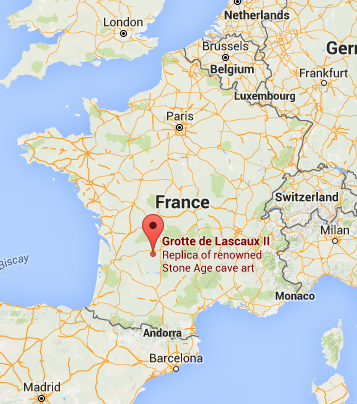 London
Netherlands
Brussels
Belgium
Ger
Frankfurt
Luxembourg
Paris
France
Switzerland
Milan
Grotte de Lascaux II
Replica of renowned
Stone Age cave art
Biscay
Monaco
Andorra
Barcelona
Madrid